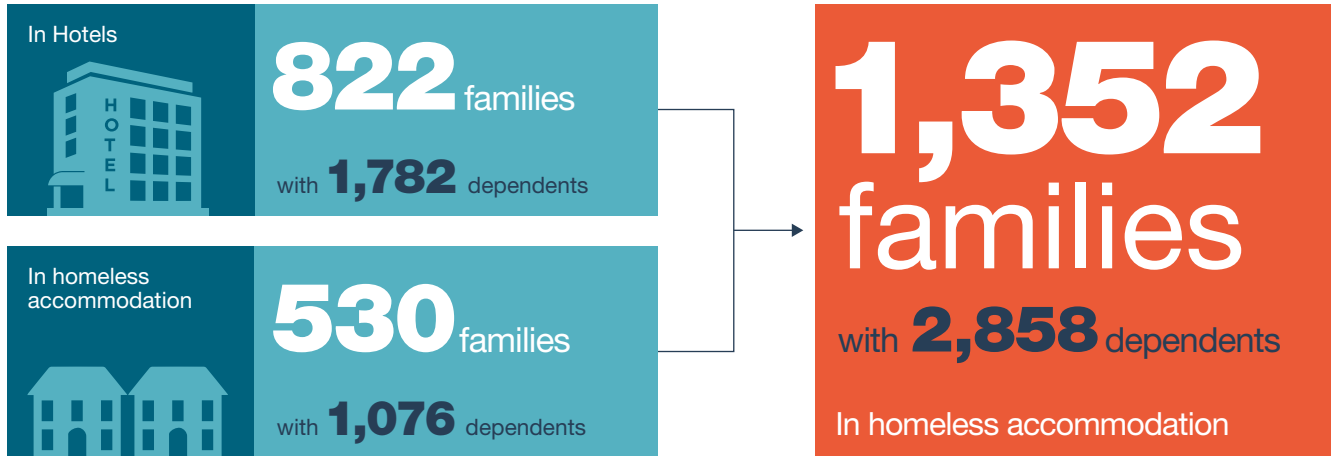 In Hotels
HOTEL
822 families
with 1,782 dependents
In homeless
accommodation
530 families
with 1,076 dependents
1,352
families
with 2,858 dependents
In homeless accommodation